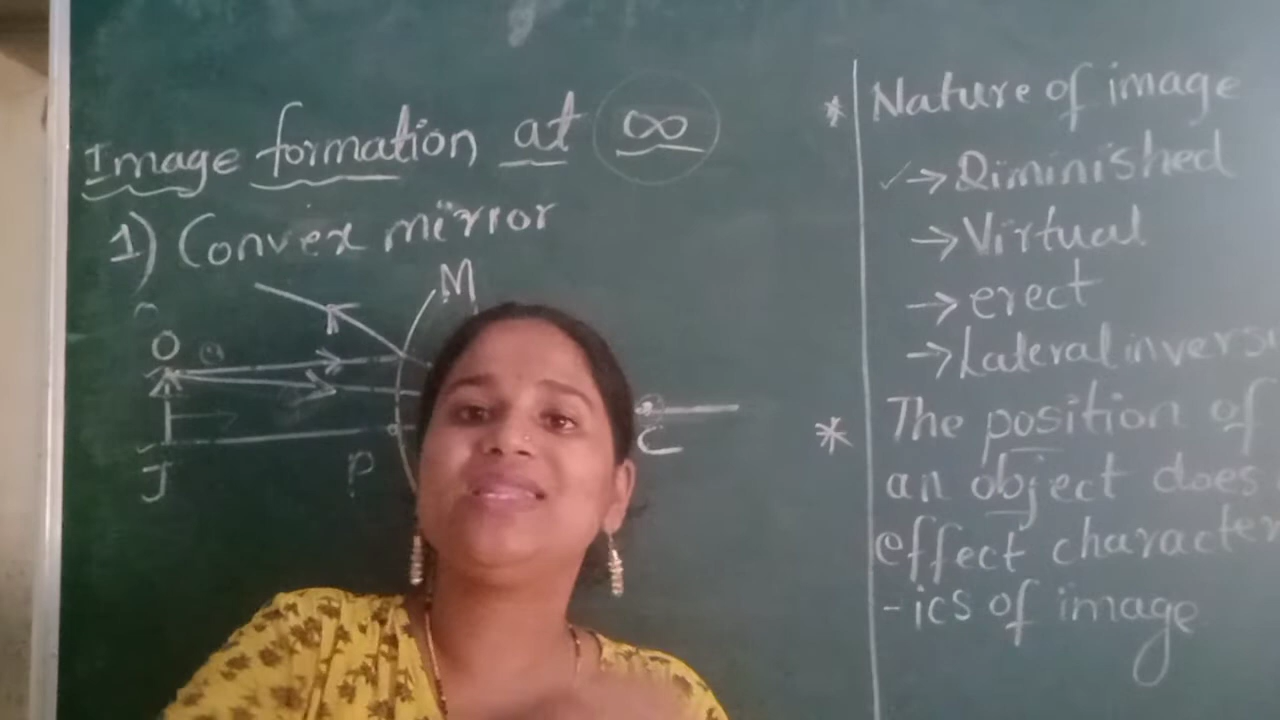 Image formation at ∞
1) Convex mirror
M
O
J
P
C
* Nature of image
✓→ Diminished
→ Virtual
→ erect
→ Lateral
* The position of
an object does
effect character
-ics of image